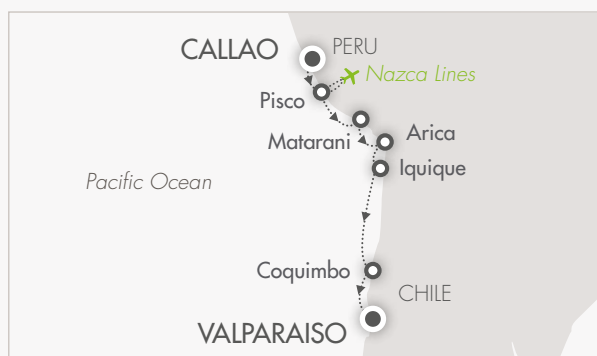 CALLAO
PERU
Nazca Lines
Pisco
Matarani
Arica
Iquique
Pacific Ocean
Coquimbo
CHILE
VALPARAISO